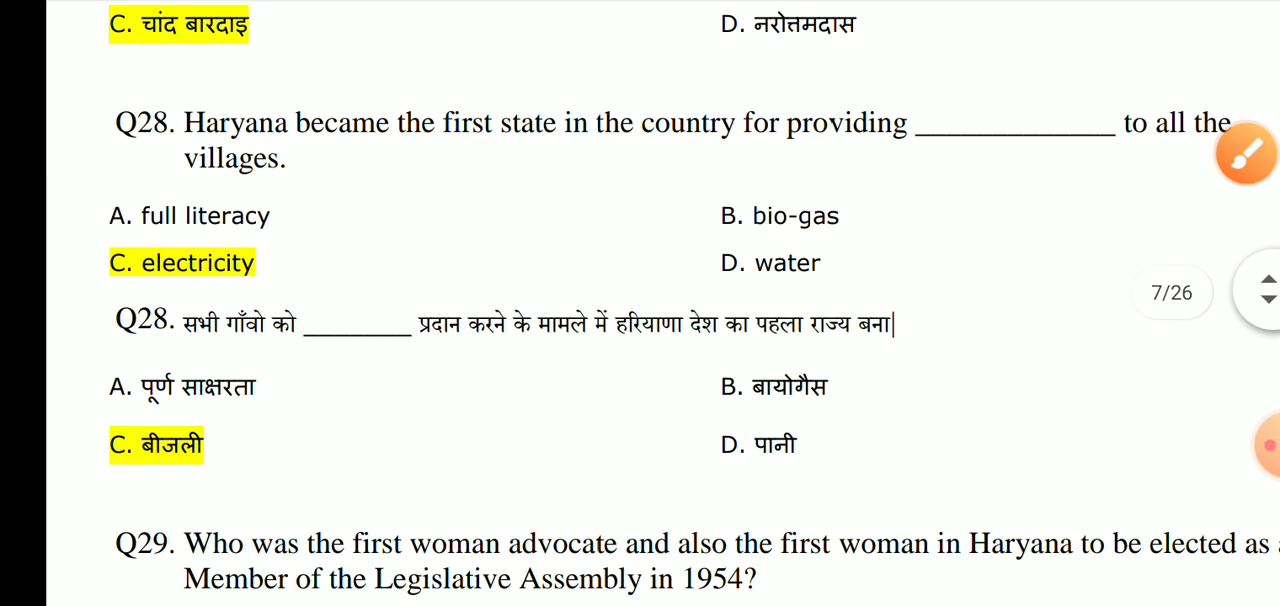 C. चांद बारदाइ D. नरोत्तमदास
Q28. Haryana became the first state in the country for providing ______________ to all the
villages.
A. full literacy B. bio-gas
C. electricity D. water
7/26
Q28. सभी गाँवो को ________ प्रदान करने के मामले में हरियाणा देश का पहला राज्य बना|
A. पूर्ण साक्षरता B. बायोगैस
C. बीजली D. पानी
Q29. Who was the first woman advocate and also the first woman in Haryana to be elected as
Member of the Legislative Assembly in 1954?